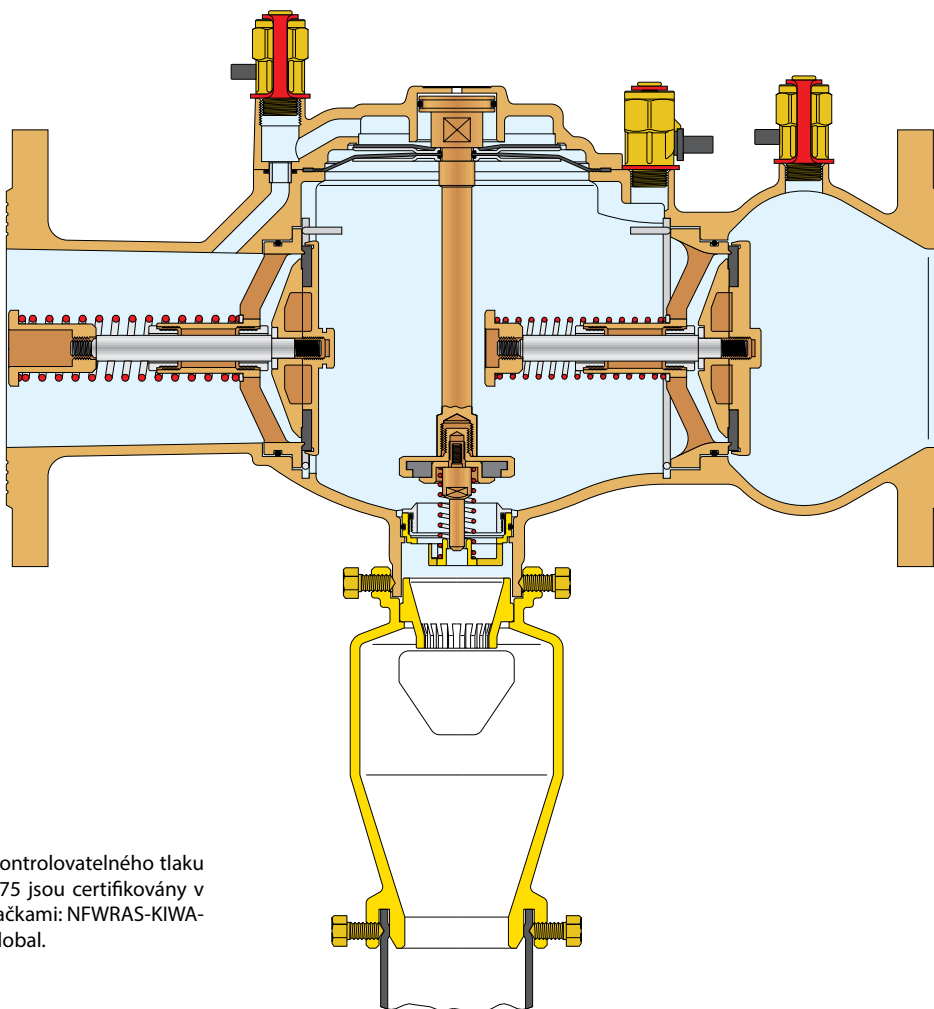 ontrolovatelného tlaku
75 jsou certifikovány v
ačkami: NFWRAS-KIWA-
lobal.